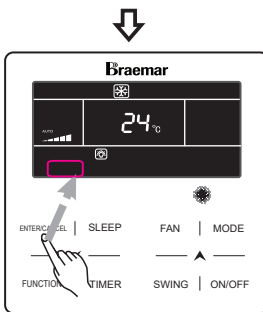 Braemar
AUTO
24 °C
ENTER/CANCEL | SLEEP FAN | MODE
FUNCTION TIMER SWING | ON/OFF